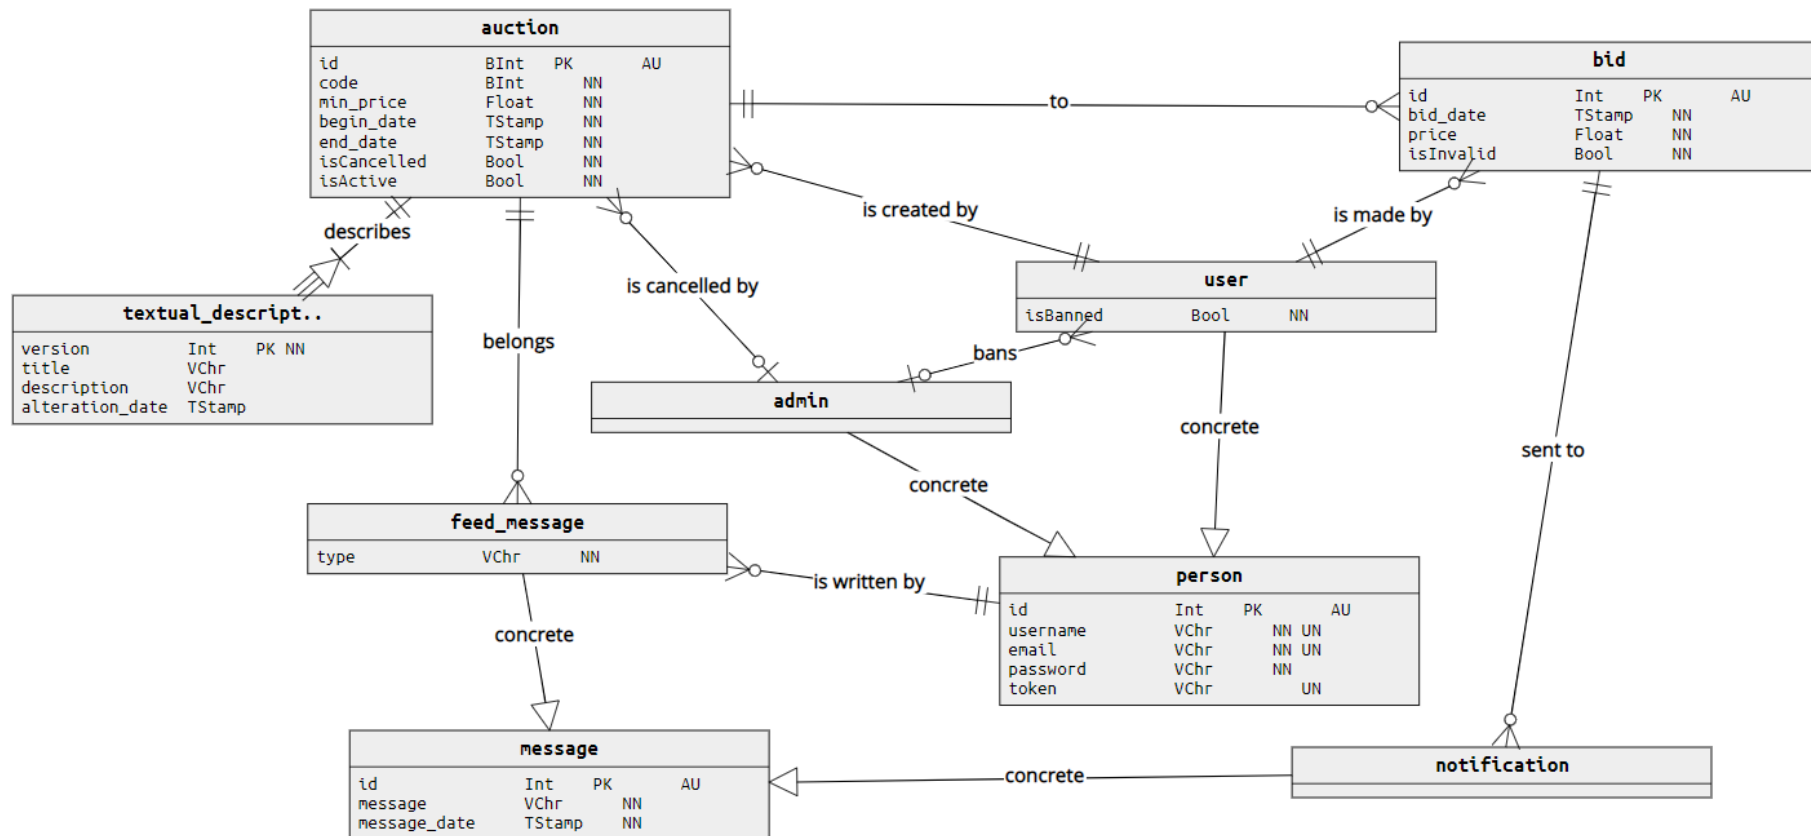 auction
id BInt PK AU
code BInt NN
min_price Float NN
begin_date TStamp NN
end_date TStamp NN
isCancelled Bool NN
isActive Bool NN
to
bid
id Int PK AU
bid_date TStamp NN
price Float NN
isInvalid Bool NN
is created by
is made by
describes
is cancelled by
user
isBanned Bool NN
textual_descript..
version Int PK NN
title VChr
description VChr
alteration_date TStamp
belongs
bans
admin
concrete
concrete
sent to
feed_message
type VChr NN
is written by
person
id Int PK AU
username VChr NN UN
email VChr NN UN
password VChr NN
token VChr UN
concrete
message
id Int PK AU
message VChr NN
message_date TStamp NN
concrete
notification